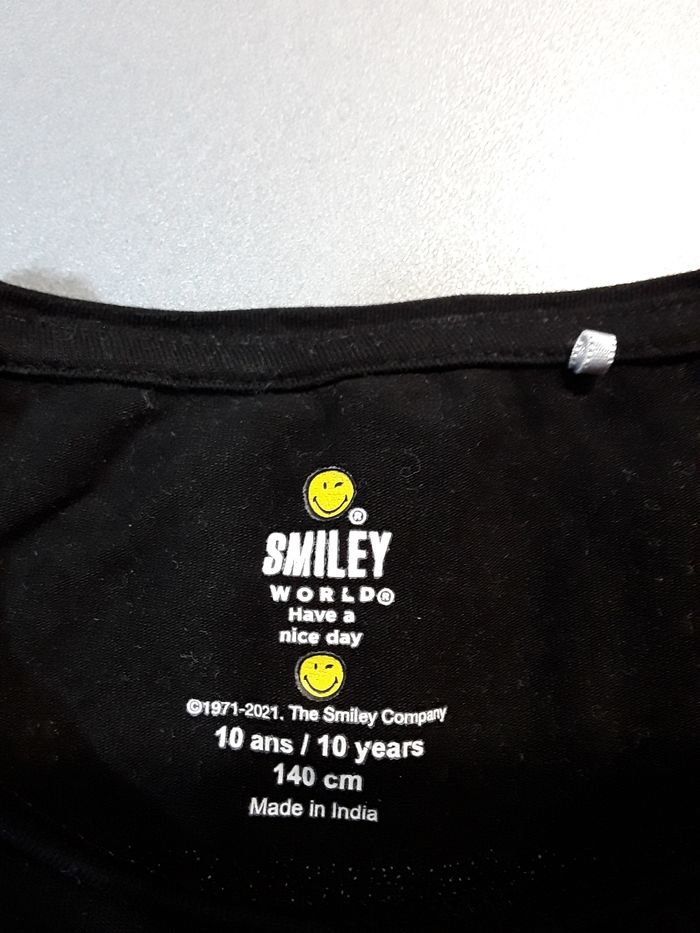 ®
SMILEY
WORLD®
Have a
nice day
©1971-2021. The Smiley Company
10 ans / 10 years
140 cm
Made in India